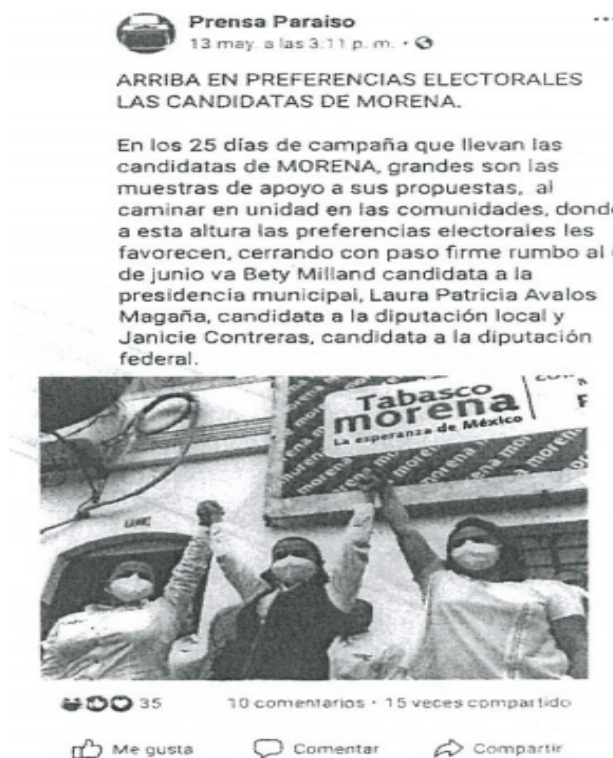 Prensa Paraiso
13 may. a las 3:11 p. m. •
ARRIBA EN PREFERENCIAS ELECTORALES
LAS CANDIDATAS DE MORENA.
En los 25 días de campaña que llevan las
candidatas de MORENA, grandes son las
muestras de apoyo a sus propuestas, al
caminar en unidad en las comunidades, dond
a esta altura las preferencias electorales les
favorecen, cerrando con paso firme rumbo al
de junio va Bety Milland candidata a la
presidencia municipal, Laura Patricia Avalos
Magaña, candidata a la diputación local y
Janicie Contreras, candidata a la diputación
federal.
Tabasco
morena
La esperanza de México
morena morena morena
35 10 comentarios • 15 veces compartido
Me gusta Comentar Compartir